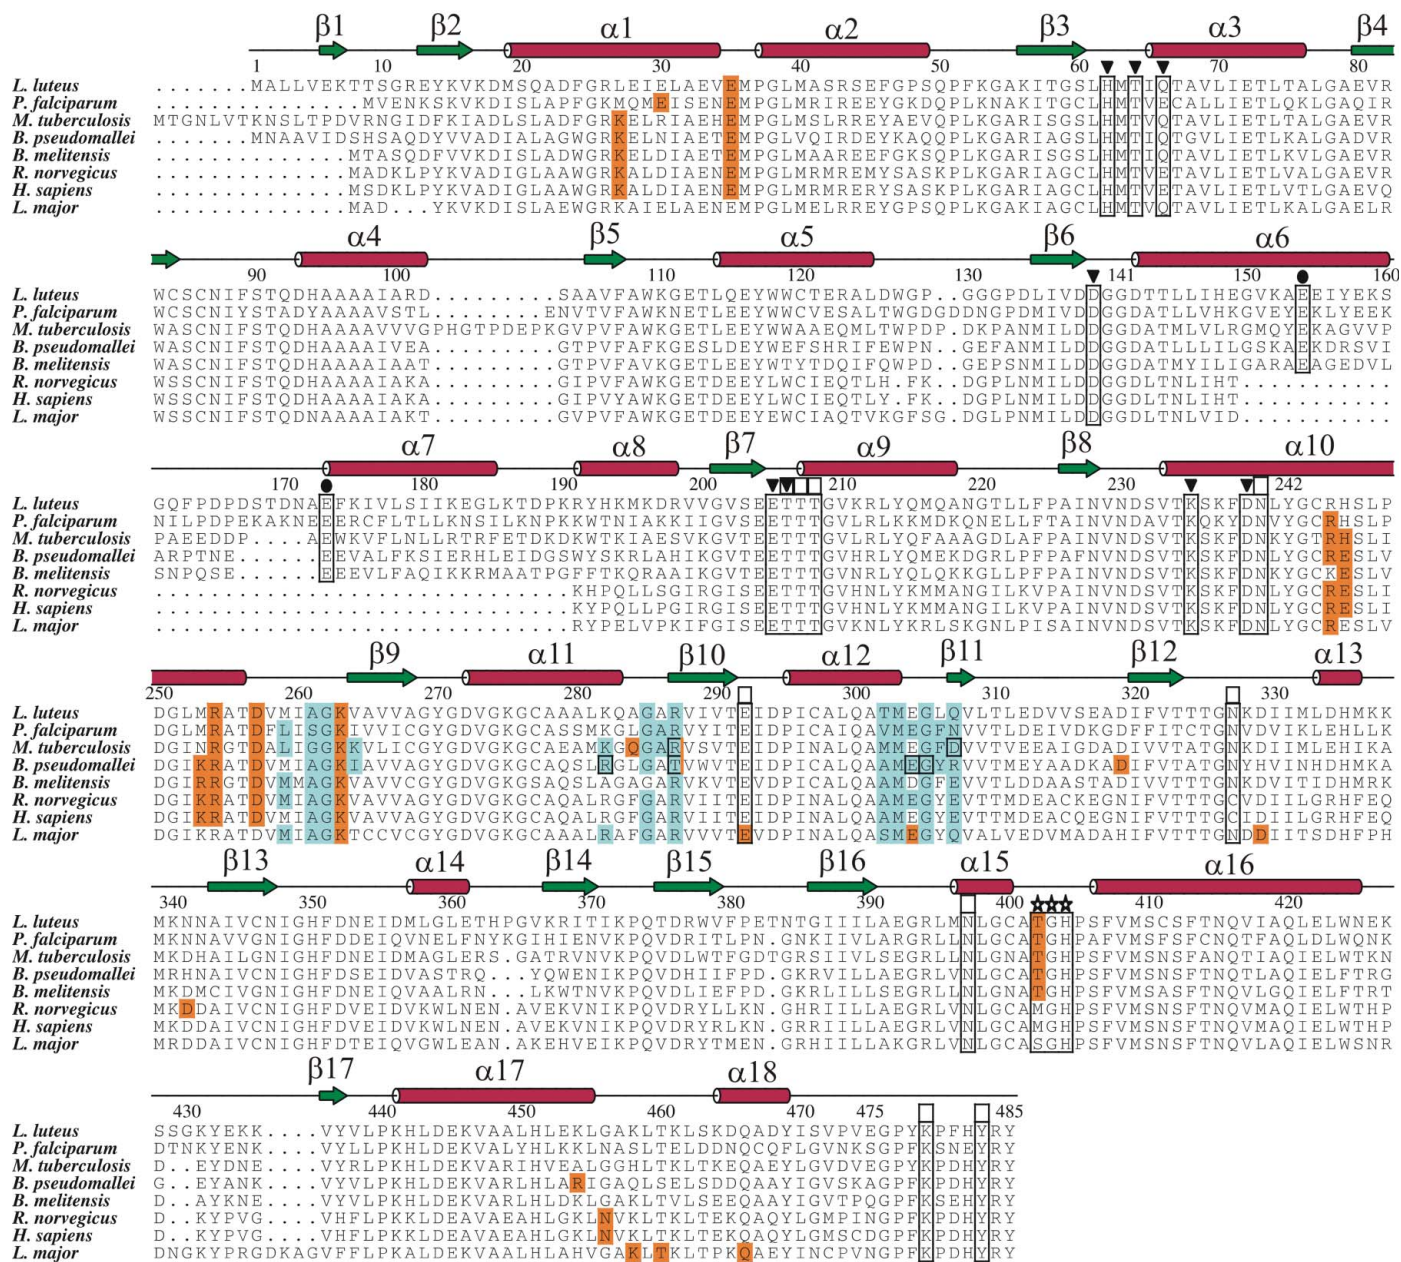 β1 β2 α1 α2 β3 α3 β4
1 10 20 30 40 50 60 70 82
L. luteus .......MALLVEKTTSGREYKVKDMSQADFGRLEIELAEVEMPGLMASRSEFGPSQPFKGAKITGSLHMTIQTAVLIETLTALGAEVR
P. falciparum ...............MVENKSKVKDISLAPFGKMQMEISENEMPGLMRIREEYGKDQPLKNAKITGCLHMTVECALLIETLQKLGAQIR
M. tuberculosis MTGNLVTKNSLTPDVRNGIDFKIADLSLADFGRKELRIAEHEMPGLMSLRREYAEVQPLKGARISGSLHMTVQTAVLIETLTALGAEVR
B. pseudomallei .......MNAAVIDSHSAQDYVVADIALAGWGRKELNIAETEMPGLVQIRDEYKAQQPLKGARIAGSLHMTIQTGVLIETLKALGADVR
B. melitensis ..............MTASQDFVVKDISLADWGRKELDIAETEMPGLMAAREEFGKSQPLKGARISGSLHMTIQTAVLIETLKVLGAEVR
R. norvegicus ..............MADKLPYKVADIGLAAWGRKALDIAENEMPGLMRMREMYSASKPLKGARIAGCLHMTVETAVLIETLVALGAEVR
H. sapiens ..............MSDKLPYKVADIGLAAWGRKALDIAENEMPGLMRMRERYSASKPLKGARIAGCLHMTVETAVLIETLVTLGAEVQ
L. major ..............MAD...YKVKDISLAEWGRKAIELAENEMPGLMELRREYGPSQPLKGAKIAGCLHMTVQTAVLIETLKALGAELR
α4 β5 α5 β6 α6
90 100 110 120 130 141 150 160
L. luteus WCSCNIFSTQDHAAAAIARD.........SAAVFAWKGETLQEYWWCTERALDWGP..GGGPDLIVDDGGDTTLLIHEGVKAEEIYEKS
P. falciparum WCSCNIYSTADYAAAAVSTL.........ENVTVFAWKNETLEEYWWCVESALTWGDGDDNGPDMIVDDGGDATLLVHKGVEYEKLYEEK
M. tuberculosis WASCNIFSTQDHAAAAVVVGPHGTPDEPKGVPVFAWKGETLEEYWWAAEQMLTWPDP.DKPANMILDDGGDATMLVLRGMQYEKAGVVP
B. pseudomallei WASCNIFSTQDHAAAAIVEA.........GTPVFAFKGESLDEYWEFSHRIFEWPN..GEFANMILDDGGDATLLLILGSKAEKDRSVI
B. melitensis WASCNIFSTQDHAAAAIAAT.........GTPVFAWKGETLEEYWTYTDQIFQWPD..GEPSNMILDDGGDATMYILIGARAEAGEDVL
R. norvegicus WSSCNIFSTQDHAAAAIAKA.........GIPVFAWKGETDEEYLWCIEQTLH.FK..DGPLNMILDDGGDLTNLIHT...........
H. sapiens WSSCNIFSTQDHAAAAIAKA.........GIPVYAWKGETDEEYLWCIEQTLY.FK..DGPLNMILDDGGDLTNLIHT...........
L. major WSSCNIFSTQDNAAAAIAKT.........GVPVFAWKGETDEEYEWCIAQTVKGFSG..DGLPNMILDDGGDLTNLVID...........
α7 α8 β7 α9 β8 α10
170 180 190 200 210 220 230 242
L. luteus GQFPDPDSTDNAEFKIVLSIIKEGLKTDPKRYHKMKDRVVGVSEETTTGVKRLYQMQANGTLLFPAINVNDSVTKSKFDNLYGCRHSLP
P. falciparum NILPDPEKAKNEEERCFLTLLKNSILKNPKKWTNIAKKIIGVSEETTTGVLRLKKMDKQNELLFTAINVNDAVTKQKYDNVYGCRHSLP
M. tuberculosis PAEEDDP....AEWKVFLNLLRTRFETDKDKWTKIAESVKGVTEETTTGVLRLYQFAAAGDLAFPAINVNDSVTKSKFDNKYGTRHSLI
B. pseudomallei ARPTNE......EEVALFKSIERHLEIDGSWYSKRLAHIKGVTEETTTGVHRLYQMEKDGRLPFPAFNVNDSVTKSKFDNLYGCRESLV
B. melitensis SNPQSE......EEEVLFAQIKKRMAATPGFFTKQRAAIKGVTEETTTGVNRLYQLQKKGLLPFPAINVNDSVTKSKFDNKYGCKESLV
R. norvegicus ..............................KHPQLLSGIRGISEETTTGVHNLYKMMANGILKVPAINVNDSVTKSKFDNLYGCRESLI
H. sapiens ..............................KYPQLLPGIRGISEETTTGVHNLYKMMANGILKVPAINVNDSVTKSKFDNLYGCRESLI
L. major ..............................RYPELVPKIFGISEETTTGVKNLYKRLSKGNLPISAINVNDSVTKSKFDNLYGCRESLV
β9 α11 β10 α12 β11 β12 α13
250 260 270 280 290 300 310 320 330
L. luteus DGLMRATDVMIAGKVAVVAGYGDVGKGCAAALKQAGARVIVTEIDPICALQATMEGLQVLTLEDVVSEADIFVTTTGNKDIIMLDHMKK
P. falciparum DGLMRATDFLISGKIVVICGYGDVGKGCASSMKGLGARVYITEIDPICAIQAVMEGFNVVTLDEIVDKGDFFITCTGNVDVIKLEHLLK
M. tuberculosis DGINRGTDALIGGKKVLICGYGDVGKGCAEAMKGQGARVSVTEIDPINALQAMMEGFDVVTVEEAIGDADIVVTATGNKDIIMLEHIKA
B. pseudomallei DGIKRATDVMIAGKIAVVAGYGDVGKGCAQSLRGLGATVWVTEIDPICALQAAMEGYRVVTMEYAADKADIFVTATGNYHVINHDHMKA
B. melitensis DGIRRATDVMMAGKVAVVCGYGDVGKGSAASLAGAGARVKVTEVDPICALQAAMDGFEVVTLDDAASTADIVVTTTGNKDVITIDHMRK
R. norvegicus DGIKRATDVMIAGKVAVVAGYGDVGKGCAQALRGFGARVIITEIDPINALQAAMEGYEVTTMDEACKEGNIFVTTTGCVDIILGRHFEQ
H. sapiens DGIKRATDVMIAGKVAVVAGYGDVGKGCAQALRGFGARVIITEIDPINALQAAMEGYEVTTMDEACQEGNIFVTTTGCIDIILGRHFEQ
L. major DGIKRATDVMIAGKTCCVCGYGDVGKGCAAALRAFGARVVVTEVDPINALQASMEGYQVALVEDVMADAHIFVTTTGNDDIITSDHFPH
β13 α14 β14 β15 β16 α15 α16
340 350 360 370 380 390 400 410 420
L. luteus MKNNAIVCNIGHFDNEIDMLGLETHPGVKRITIKPQTDRWVFPETNTGIIILAEGRLMNLGCATGHPSFVMSCSFTNQVIAQLELWNEK
P. falciparum MKNNAVVGNIGHFDDEIQVNELFNYKGIHIENVKPQVDRITLPN.GNKIIVLARGRLLNLGCATGHPAFVMSFSFCNQTFAQLDLWQNK
M. tuberculosis MKDHAILGNIGHFDNEIDMAGLERS.GATRVNVKPQVDLWTFGDTGRSIIVLSEGRLLNLGNATGHPSFVMSNSFANQTIAQIELWTKN
B. pseudomallei MRHNAIVCNIGHFDSEIDVASTRQ...YQWENIKPQVDHIIFPD.GKRVILLAEGRLVNLGCATGHPSFVMSNSFTNQTLAQIELFTRG
B. melitensis MKDMCIVGNIGHFDNEIQVAALRN...LKWTNVKPQVDLIEFPD.GKRLILLSEGRLLNLGNATGHPSFVMSASFTNQVLGQIELFTRT
R. norvegicus MKDDAIVCNIGHFDVEIDVKWLNEN.AVEKVNIKPQVDRYLLKN.GHRIILLAEGRLVNLGCAMGHPSFVMSNSFTNQVMAQIELWTHP
H. sapiens MKDDAIVCNIGHFDVEIDVKWLNEN.AVEKVNIKPQVDRYRLKN.GRRIILLAEGRLVNLGCAMGHPSFVMSNSFTNQVMAQIELWTHP
L. major MRDDAIVCNIGHFDTEIQVGWLEAN.AKEHVEIKPQVDRYTMEN.GRHIILLAKGRLVNLGCASGHPSFVMSNSFTNQVLAQIELWSNR
β17 α17 α18
430 440 450 460 470 475 485
L. luteus SSGKYEKK....VYVLPKHLDEKVAALHLEKLGAKLTKLSKDQADYISVPVEGPYKPFHYRY
P. falciparum DTNKYENK....VYLLPKHLDEKVALYHLKKLNASLTELDDNQCQFLGVNKSGPFKSNEYRY
M. tuberculosis D..EYDNE....VYRLPKHLDEKVARIHVEALGGHLTKLTKEQAEYLGVDVEGPYKPDHYRY
B. pseudomallei G..EYANK....VYVLPKHLDEKVARLHLARIGAQLSELSDDQAAYIGVSKAGPFKPDHYRY
B. melitensis D..AYKNE....VYVLPKHLDEKVARLHLDKLGAKLTVLSEEQAAYIGVTPQGPFKSEHYRY
R. norvegicus D..KYPVG....VHFLPKKLDEAVAEAHLGKLNVKLTKLTEKQAQYLGMPINGPFKPDHYRY
H. sapiens D..KYPVG....VHFLPKKLDEAVAEAHLGKLNVKLTKLTEKQAQYLGMSCDGPFKPDHYRY
L. major DNGKYPRGDKAGVFFLPKALDEKVAALHLAHVGAKLTKLTPKQAEYINCPVNGPFKPDHYRY